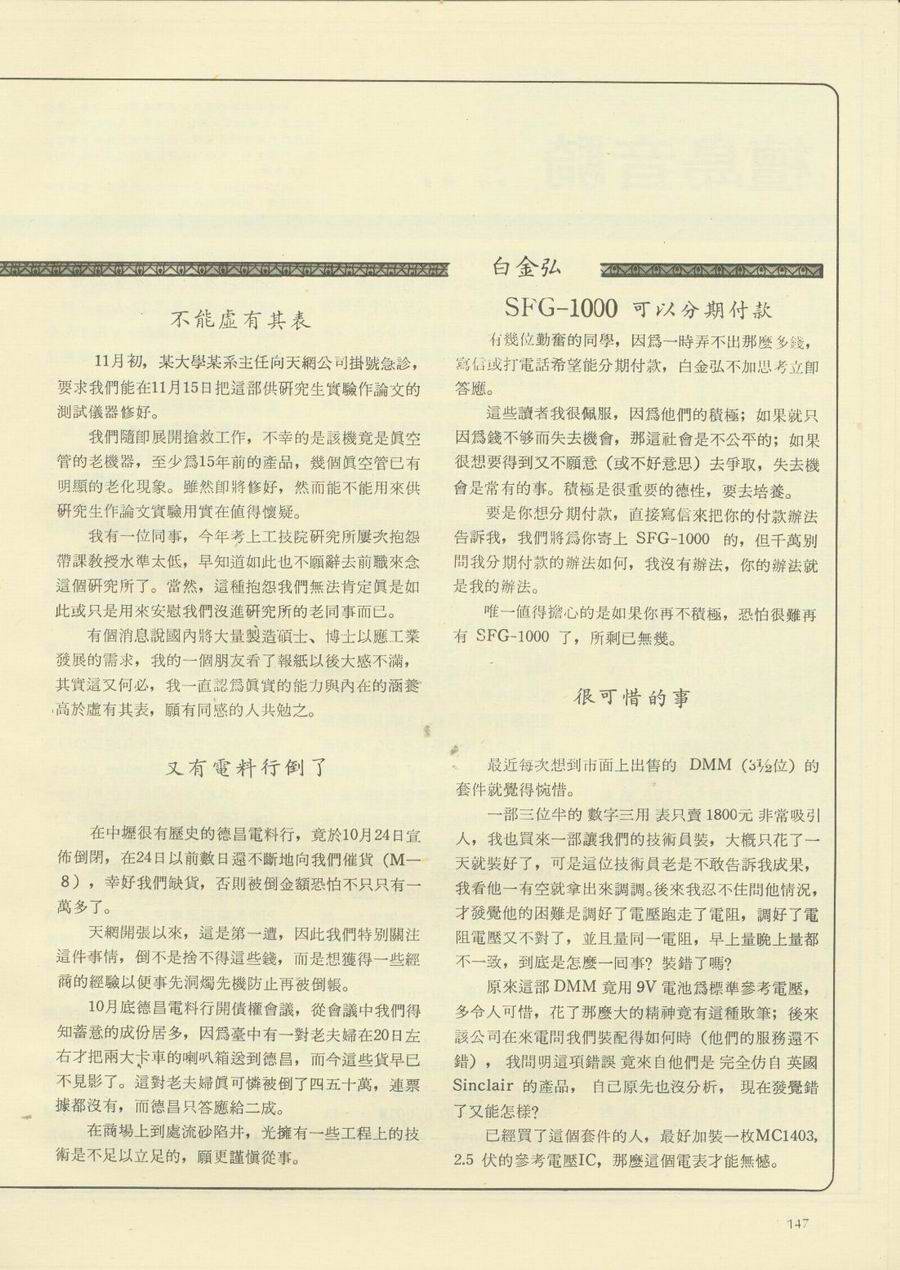 白金弘
不能虛有其表
11月初，某大學某系主任向天網公司掛號急診，
要求我們能在11月15日把這部供研究生實驗作論文的
測試儀器修好。
我們隨卽展開搶救工作，不幸的是該機竟是眞空
管的老機器，至少爲15年前的產品，幾個眞空管已有
明顯的老化現象。雖然卽將修好，然而能不能用來供
研究生作論文實驗用實在值得懷疑。
我有一位同事，今年考上工技院研究所屢次抱怨
帶課敎授水準太低，早知道如此也不願辭去前職來念
這個研究所了。當然，這種抱怨我們無法肯定眞是如
此或只是用來安慰我們沒進研究所的老同事而已。
有個消息說國內將大量製造碩士、博士以應工業
發展的需求，我的一個朋友看了報紙以後大感不滿，
其實這又何必，我一直認爲眞實的能力與內在的涵養
高於虛有其表，願有同感的人共勉之。
又有電料行倒了
在中壢很有歷史的德昌電料行，竟於10月24日宣
佈倒閉，在24日以前數日還不斷地向我們催貨（M—
8），幸好我們缺貨，否則被倒金額恐怕不只只有一
萬多了。
天網開張以來，這是第一遭，因此我們特別關注
這件事情，倒不是捨不得這些錢，而是想獲得一些經
商的經驗以便事先洞燭先機防止再被倒帳。
10月底德昌電料行開債權會議，從會議中我們得
知蓄意的成份居多，因爲臺中有一對老夫婦在20日左
右才把兩大卡車的喇叭箱送到德昌，而今這些貨早已
不見影了。這對老夫婦眞可憐被倒了四五十萬，連票
據都沒有，而德昌只答應給二成。
在商場上到處流砂陷井，光擁有一些工程上的技
術是不足以立足的，願更謹愼從事。
SFG-1000 可以分期付款
有幾位勤奮的同學，因爲一時弄不出那麼多錢，
寫信或打電話希望能分期付款，白金弘不加思考立卽
答應。
這些讀者我很佩服，因爲他們的積極；如果就只
因爲錢不够而失去機會，那這社會是不公平的；如果
很想要得到又不願意（或不好意思）去爭取，失去機
會是常有的事。積極是很重要的德性，要去培養。
要是你想分期付款，直接寫信來把你的付款辦法
告訴我，我們將爲你寄上 SFG-1000 的，但千萬別
問我分期付款的辦法如何，我沒有辦法，你的辦法就
是我的辦法。
唯一值得擔心的是如果你再不積極，恐怕很難再
有 SFG-1000 了，所剩已無幾。
很可惜的事
最近每次想到市面上出售的 DMM（3½位）的
套件就覺得惋惜。
一部三位半的 數字三用 表只賣 1800元 非常吸引
人，我也買來一部讓我們的技術員裝，大槪只花了一
天就裝好了，可是這位技術員老是不敢告訴我成果，
我看他一有空就拿出來調調。後來我忍不住問他情況，
才發覺他的困難是調好了電壓跑走了電阻，調好了電
阻電壓又不對了，並且量同一電阻，早上量晚上量都
不一致，到底是怎麼一回事？裝錯了嗎？
原來這部 DMM 竟用 9V 電池爲標準參考電壓，
多令人可惜，花了那麼大的精神竟有這種敗筆；後來
該公司在來電問我們裝配得如何時（他們的服務還不
錯），我問明這項錯誤 竟來自他們是 完全仿自 英國
Sinclair 的產品， 自己原先也沒分析， 現在發覺錯
了又能怎樣？
已經買了這個套件的人，最好加裝一枚MC1403,
2.5 伏的參考電壓IC，那麼這個電表才能無憾。
147